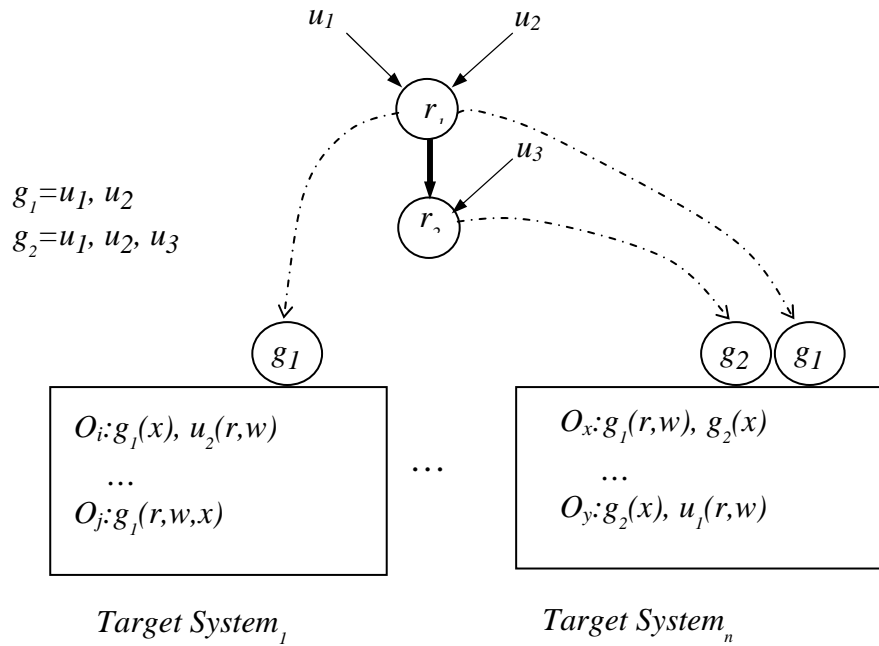 u1 u2
r1
u3
g1=u1, u2
r2
g2=u1, u2, u3
g1
g2 g1
Oi:g1(x), u2(r,w)
Ox:g1(r,w), g2(x)
...
…
...
Oj:g1(r,w,x)
Oy:g2(x), u1(r,w)
Target System1
Target Systemn